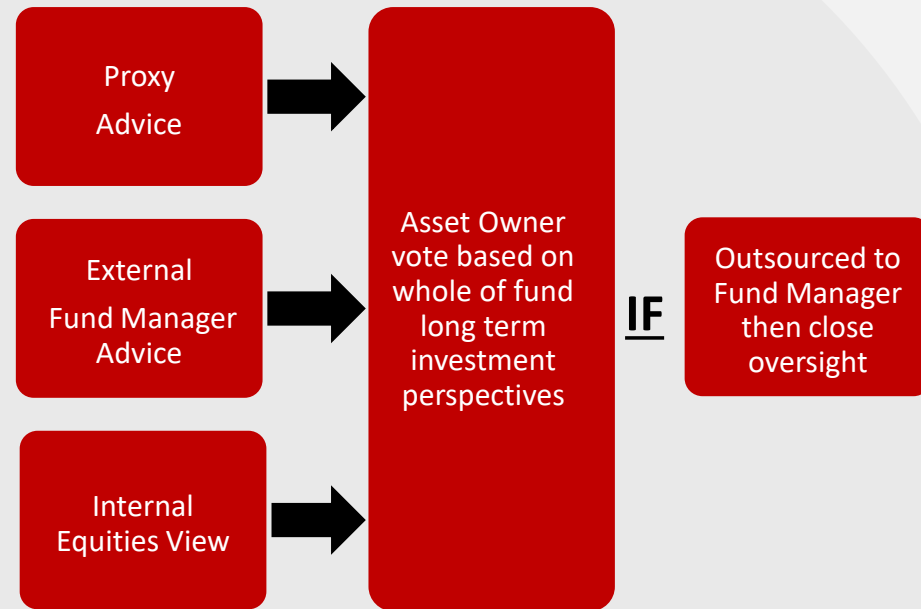 Proxy
Advice
External
Fund Manager
Advice
Internal
Equities View
Asset Owner
vote based on
whole of fund
long term
investment
perspectives
IF
Outsourced to
Fund Manager
then close
oversight